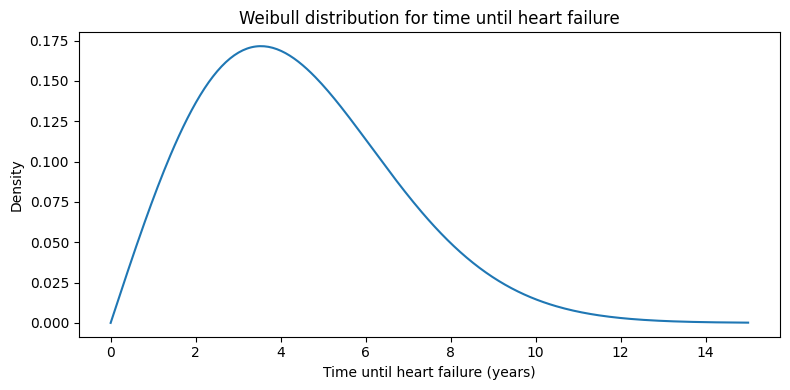 Weibull distribution for time until heart failure
0.175
0.150
0.125
0.100
0.075
0.050
0.025
0.000
Density
0 2 4 6 8 10 12 14
Time until heart failure (years)